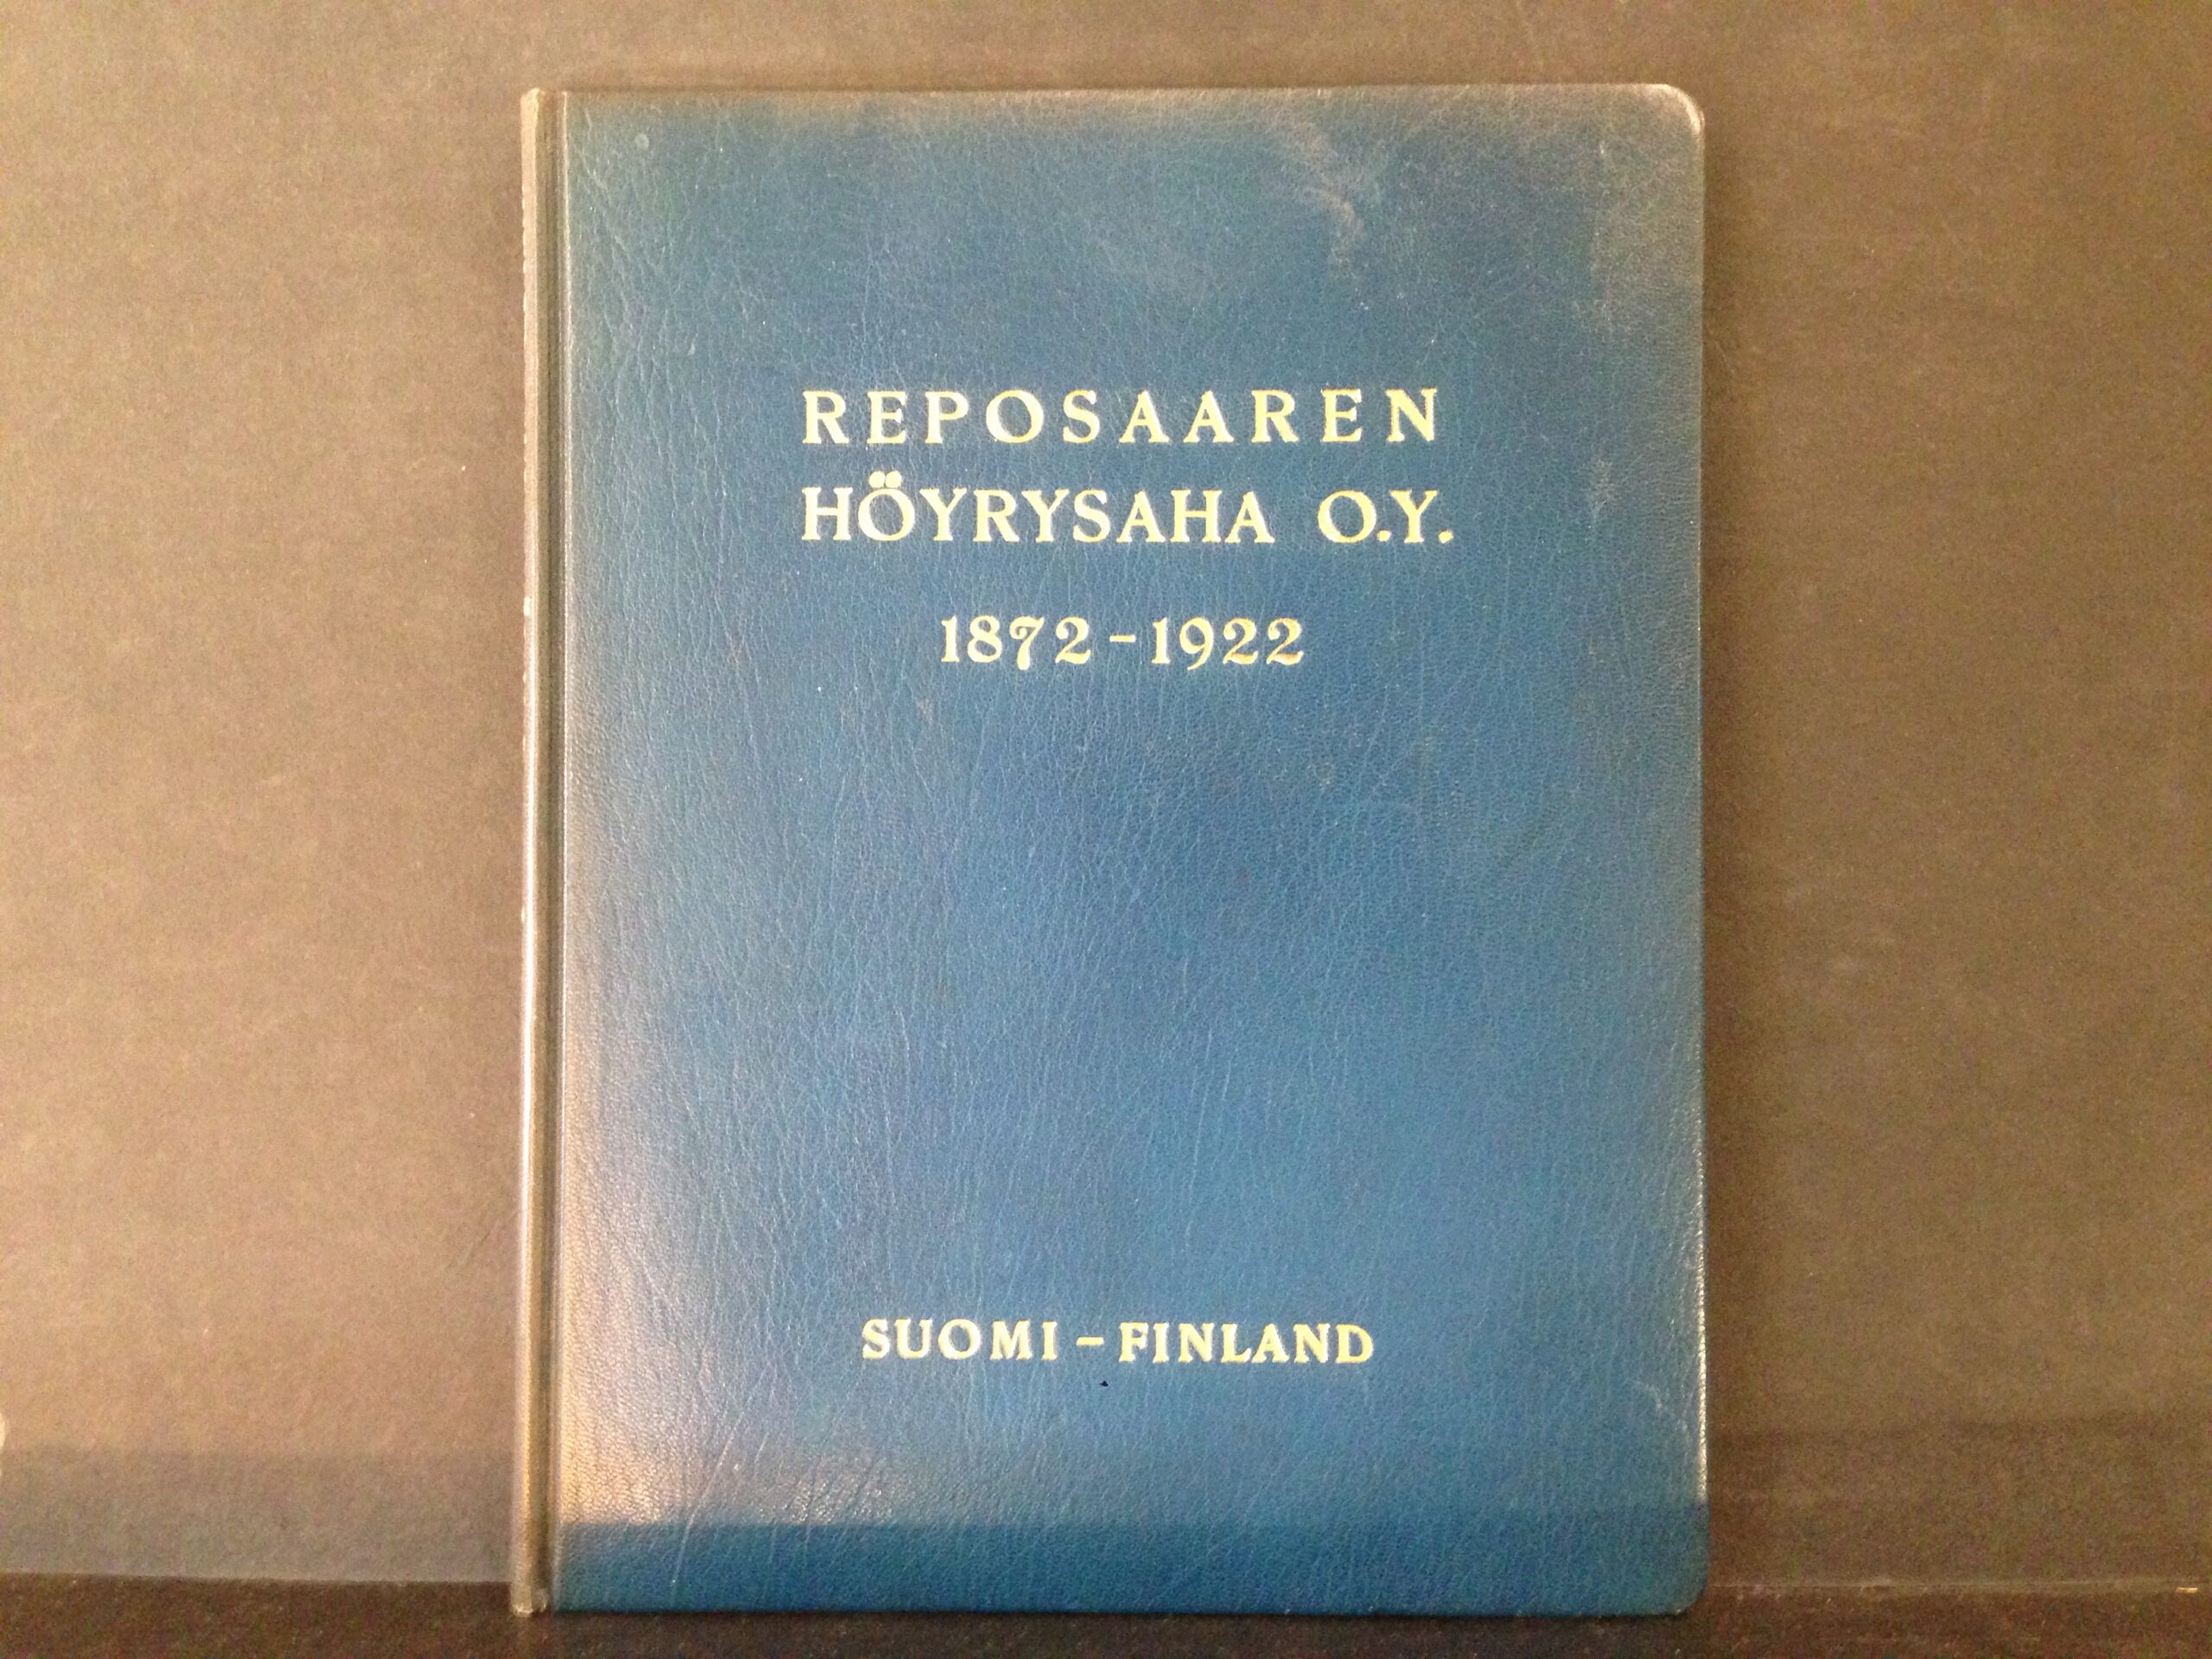 REPOSAAREN
HÖYRYSAHA O.Y.
1872-1922
SUOMI-FINLAND